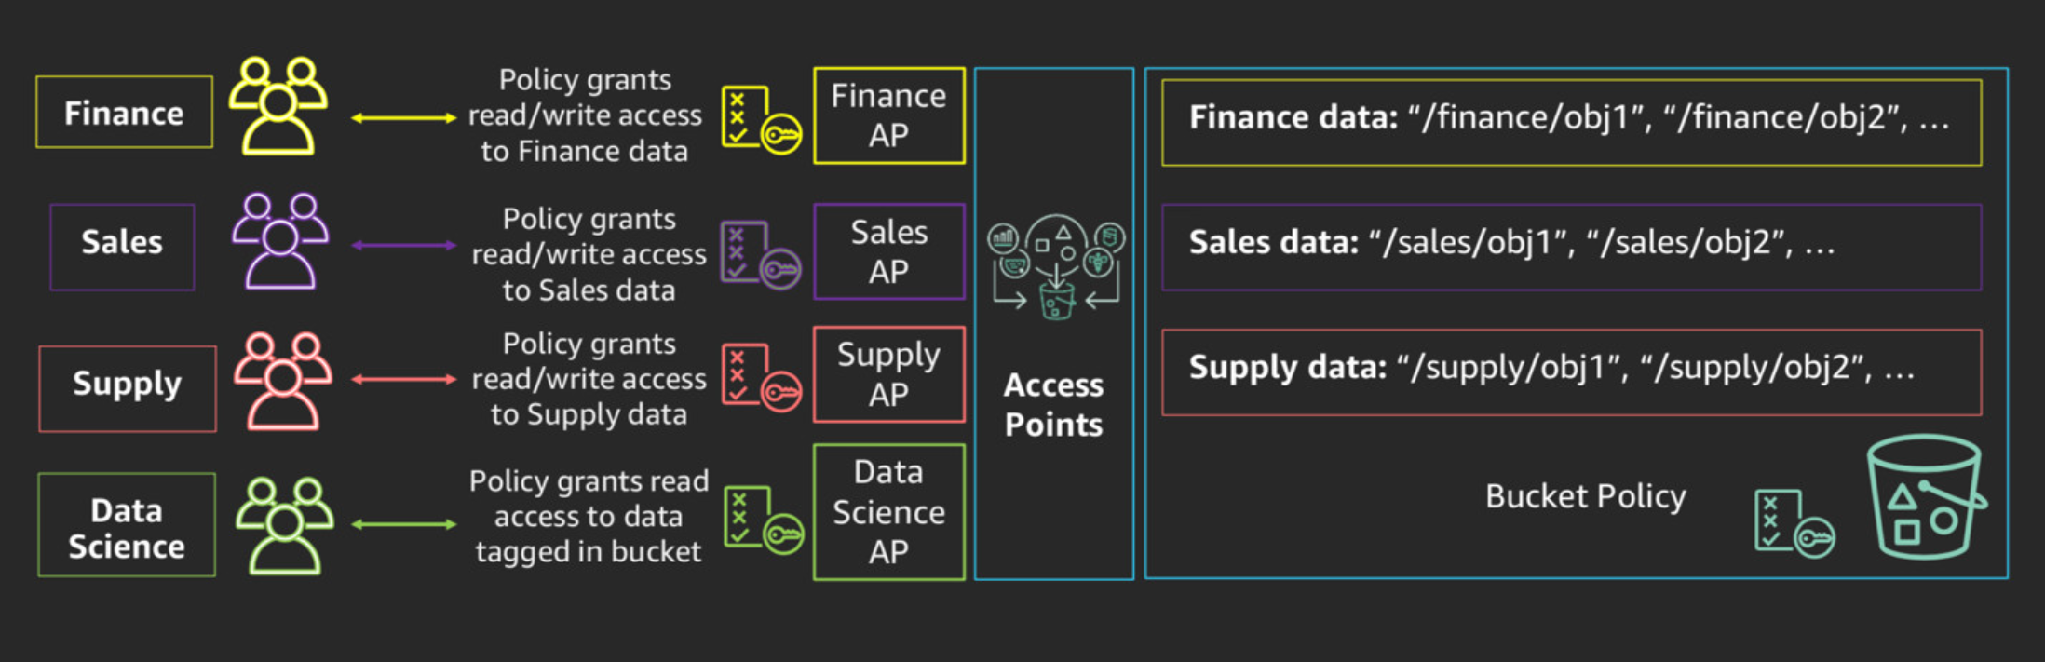 Finance
Policy grants
read/write access
to Finance data
Finance
AP
Finance data: “/finance/obj1”, “/finance/obj2”, ...
Sales
Policy grants
read/write access
to Sales data
Sales
AP
Sales data: “/sales/obj1”, “/sales/obj2”, ...
Supply
Policy grants
read/write access
to Supply data
Supply
AP
Supply data: “/supply/obj1”, “/supply/obj2”, ...
Access
Points
Data
Science
Policy grants read
access to data
tagged in bucket
Data
Science
AP
Bucket Policy